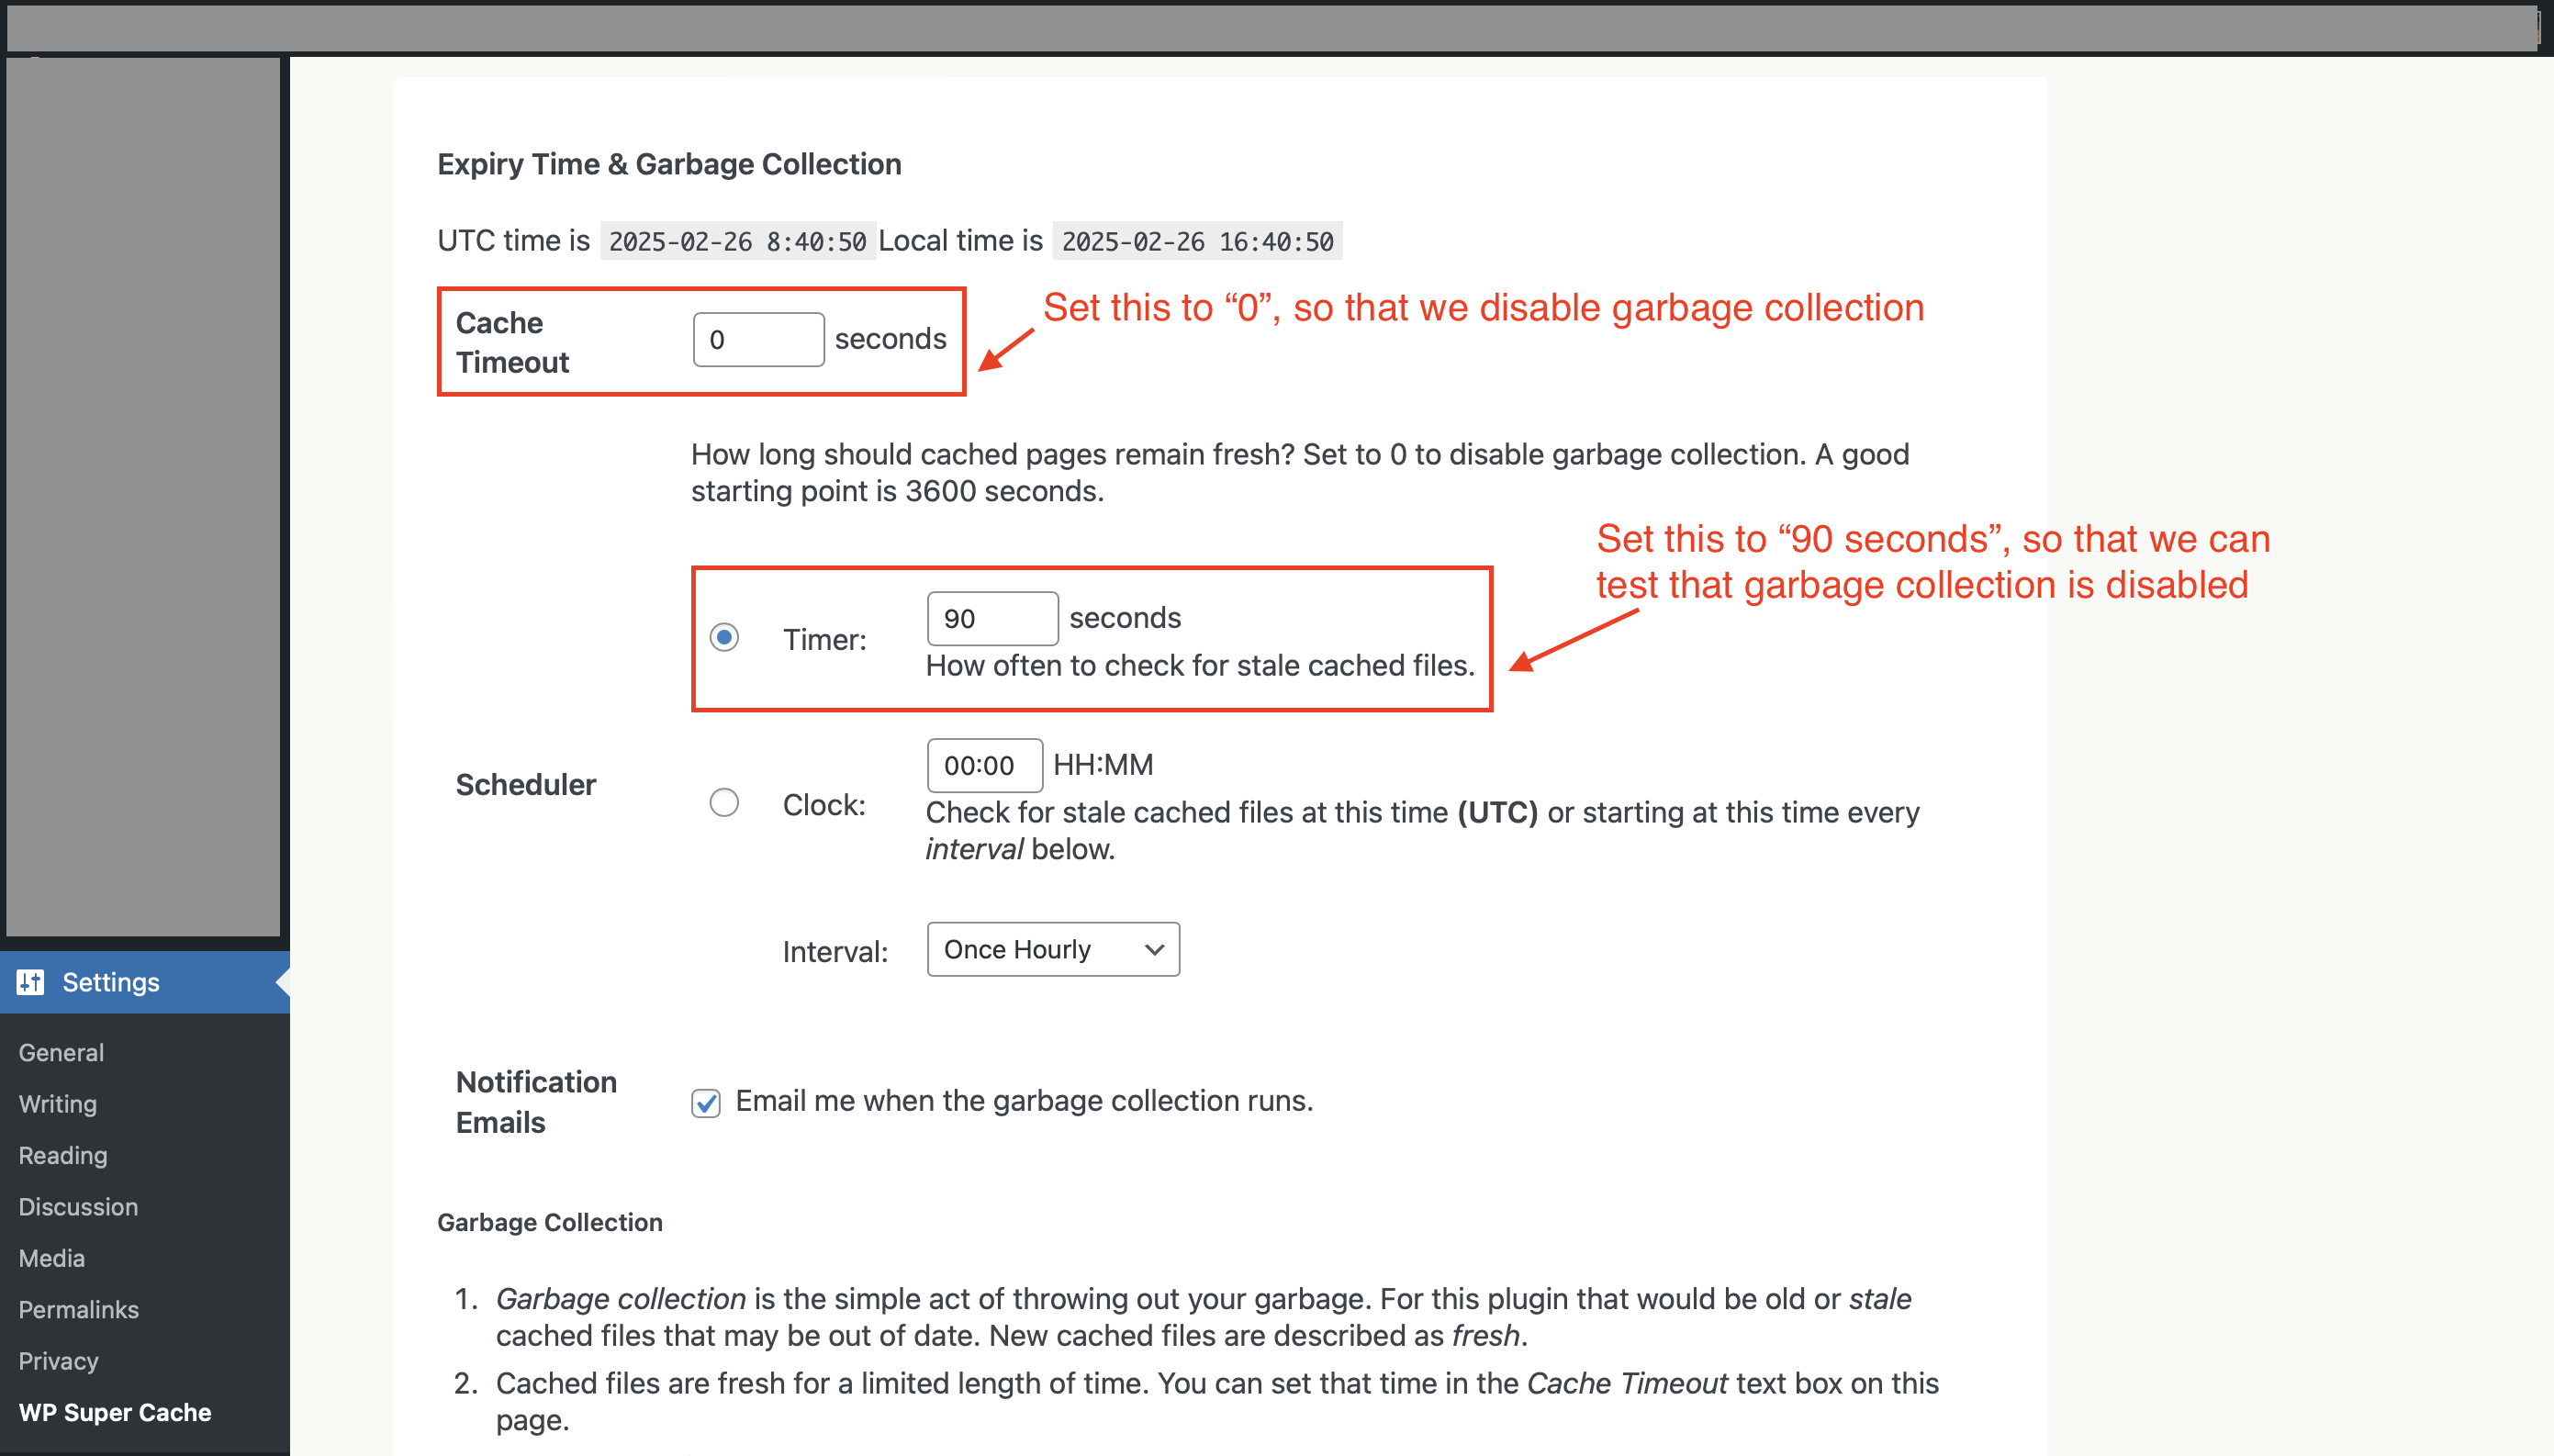 Expiry Time & Garbage Collection
UTC time is 2025-02-26 8:40:50 Local time is 2025-02-26 16:40:50
Set this to “0”, so that we disable garbage collection
Cache
Timeout
0 seconds
How long should cached pages remain fresh? Set to 0 to disable garbage collection. A good
starting point is 3600 seconds.
Set this to “90 seconds”, so that we can
test that garbage collection is disabled
Timer:
90 seconds
How often to check for stale cached files.
Scheduler
Clock:
00:00 HH:MM
Check for stale cached files at this time (UTC) or starting at this time every
interval below.
Interval: Once Hourly
Notification
Emails
Email me when the garbage collection runs.
Garbage Collection
1. Garbage collection is the simple act of throwing out your garbage. For this plugin that would be old or stale
cached files that may be out of date. New cached files are described as fresh.
2. Cached files are fresh for a limited length of time. You can set that time in the Cache Timeout text box on this
page.
Settings
General
Writing
Reading
Discussion
Media
Permalinks
Privacy
WP Super Cache